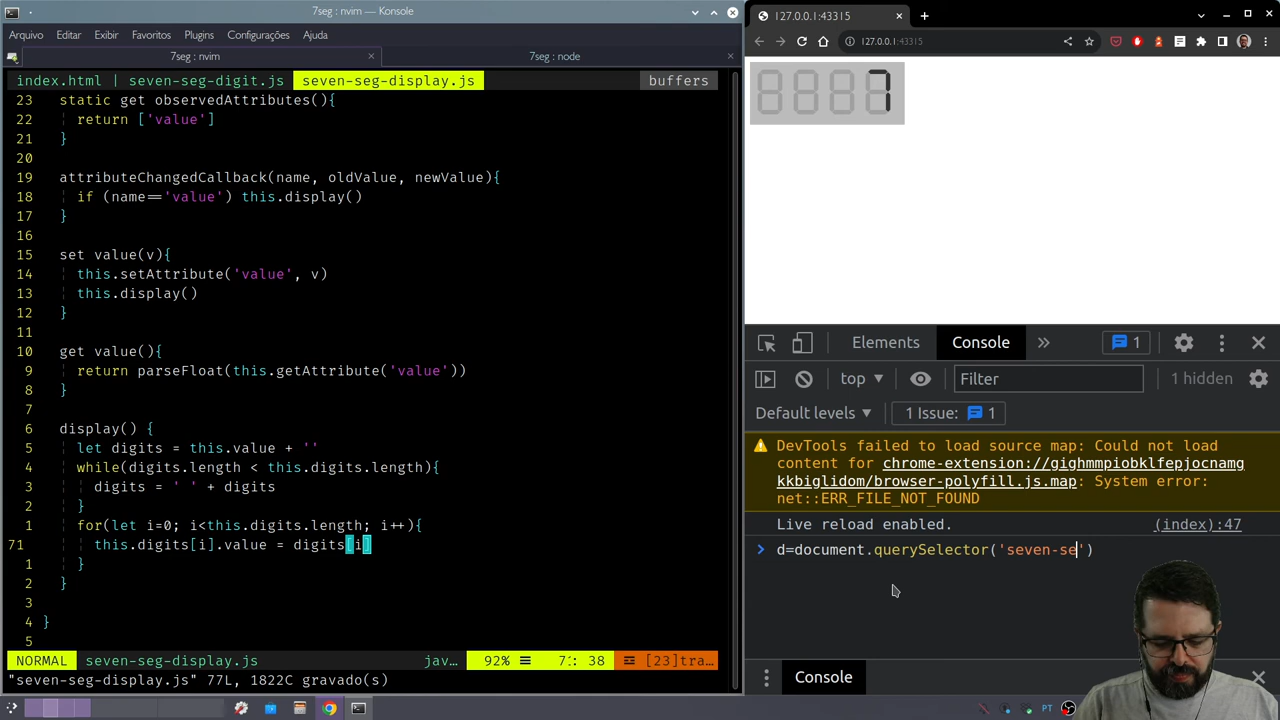 7seg : nvim — Konsole
Arquivo Editar Exibir Favoritos Plugins Configurações Ajuda
7seg : nvim
7seg : node
index.html | seven-seg-digit.js seven-seg-display.js buffers
23 static get observedAttributes(){
22 return ['value']
21 }
20
19 attributeChangedCallback(name, oldValue, newValue){
18 if (name=='value') this.display()
17 }
16
15 set value(v){
14 this.setAttribute('value', v)
13 this.display()
12 }
11
10 get value(){
9 return parseFloat(this.getAttribute('value'))
8 }
7
6 display() {
5 let digits = this.value + ''
4 while(digits.length < this.digits.length){
3 digits = ' ' + digits
2 }
1 for(let i=0; i<this.digits.length; i++){
71 this.digits[i].value = digits[i]
1 }
2 }
3
4 }
5
NORMAL seven-seg-display.js jav… 92% 71: 38 [23]tra…
"seven-seg-display.js" 77L, 1822C gravado(s)
127.0.0.1:43315
127.0.0.1:43315
7
Elements Console 1
top Filter 1 hidden
Default levels 1 Issue: 1
DevTools failed to load source map: Could not load
content for chrome-extension://gighmmpiobklfepjocnamg
kkbiglidom/browser-polyfill.js.map: System error:
net::ERR_FILE_NOT_FOUND
Live reload enabled. (index):47
d=document.querySelector('seven-se')
Console
PT